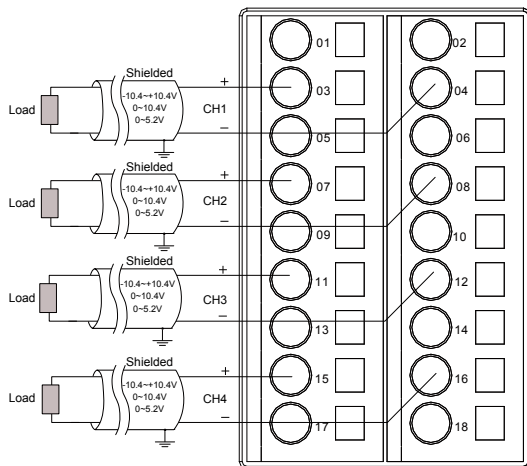 01
02
Shielded
+
-10.4~+10.4V
0~10.4V
0~5.2V
Load
CH1
03
04
−
05
06
Shielded
+
-10.4~+10.4V
0~10.4V
0~5.2V
Load
CH2
07
08
−
09
10
Shielded
+
-10.4~+10.4V
0~10.4V
0~5.2V
Load
CH3
11
12
−
13
14
Shielded
+
-10.4~+10.4V
0~10.4V
0~5.2V
Load
CH4
15
16
−
17
18